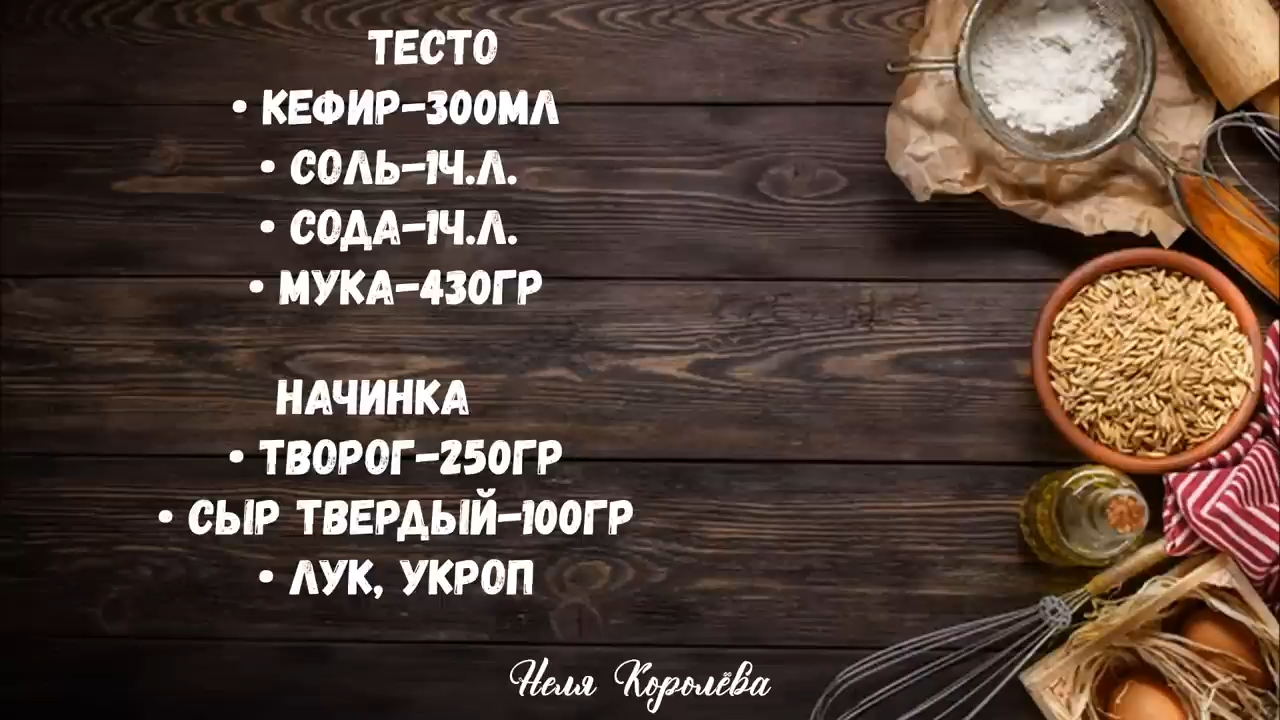 ТЕСТО
• КЕФИР-300МЛ
• СОЛЬ-1Ч.Л.
• СОДА-1Ч.Л.
• МУКА-430ГР
НАЧИНКА
• ТВОРОГ-250ГР
• СЫР ТВЕРДЫЙ-100ГР
• ЛУК, УКРОП
Неля Королёва